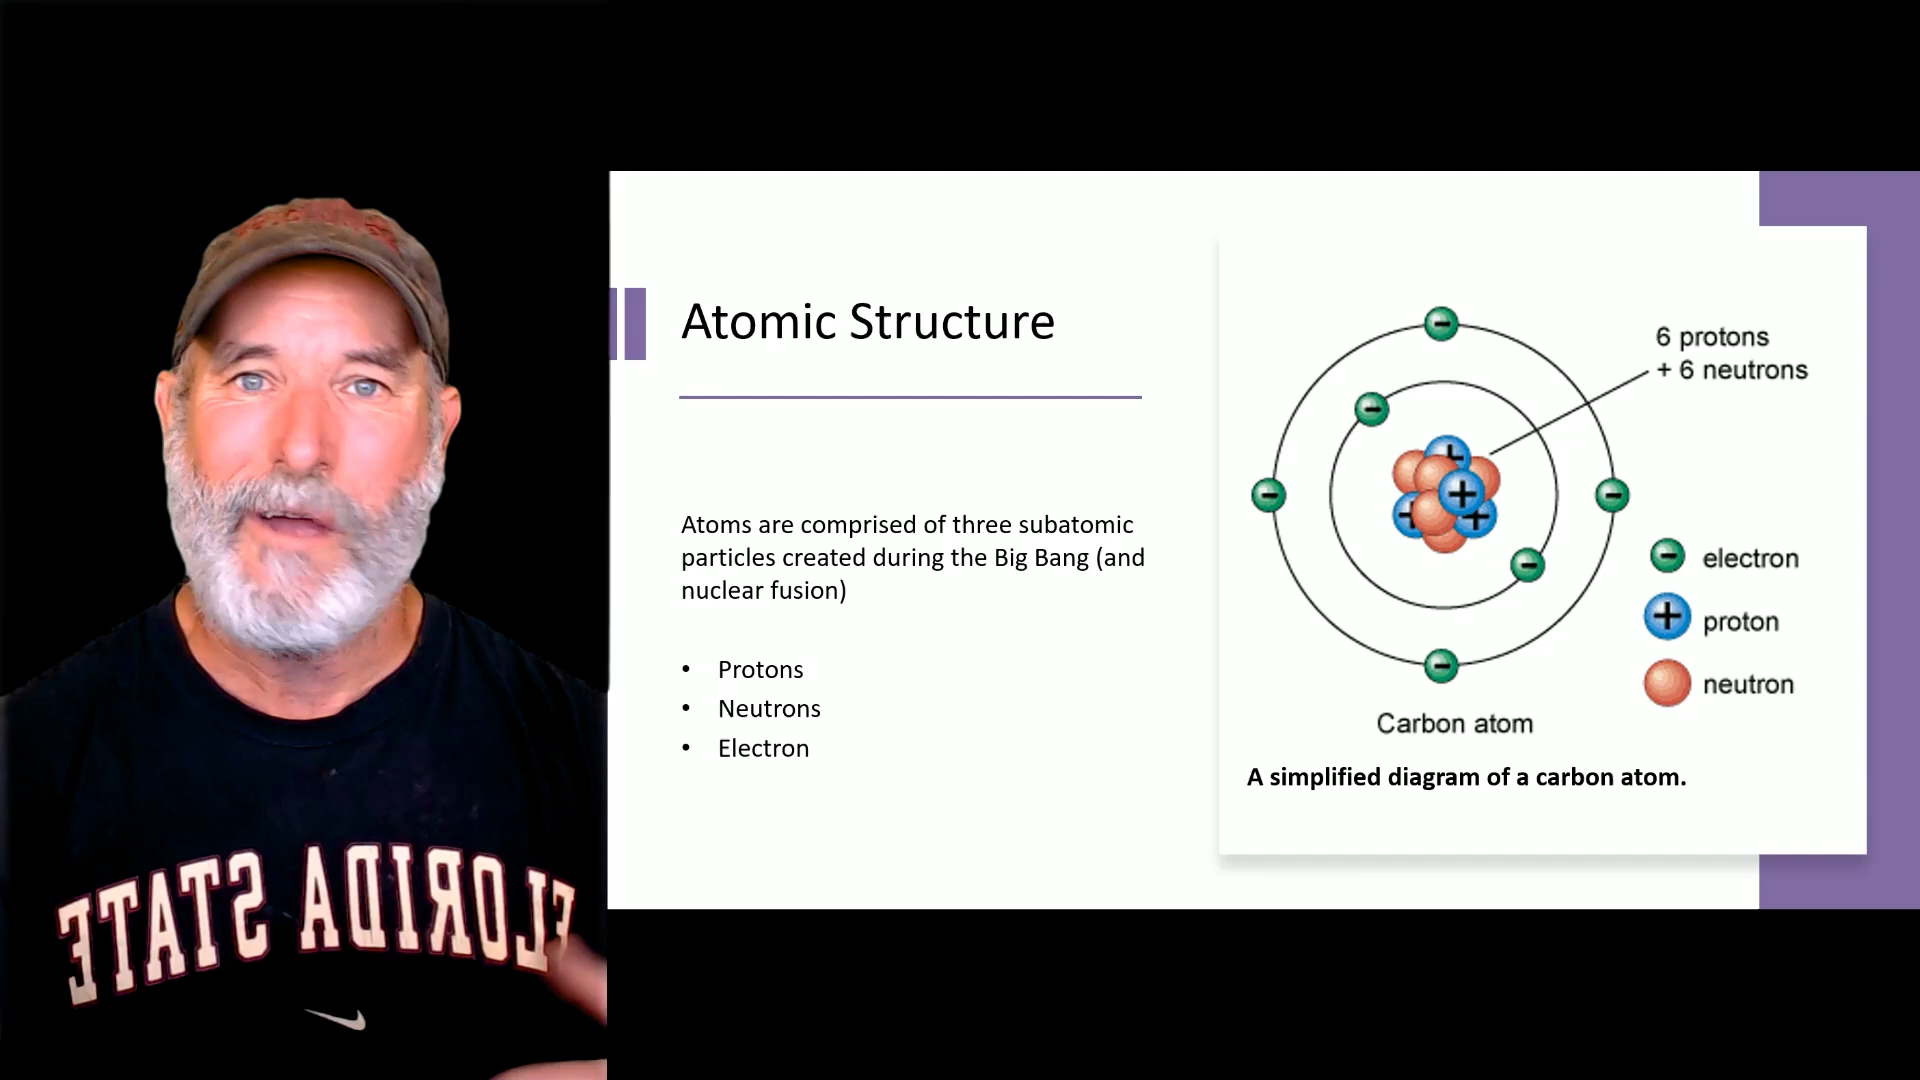 Atomic Structure
Atoms are comprised of three subatomic
particles created during the Big Bang (and
nuclear fusion)
• Protons
• Neutrons
• Electron
6 protons
+ 6 neutrons
electron
proton
neutron
Carbon atom
A simplified diagram of a carbon atom.
FLORIDA STATE